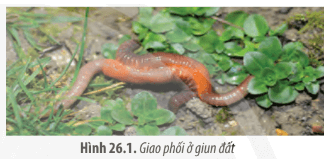 Hình 26.1. Giao phối ở giun đất